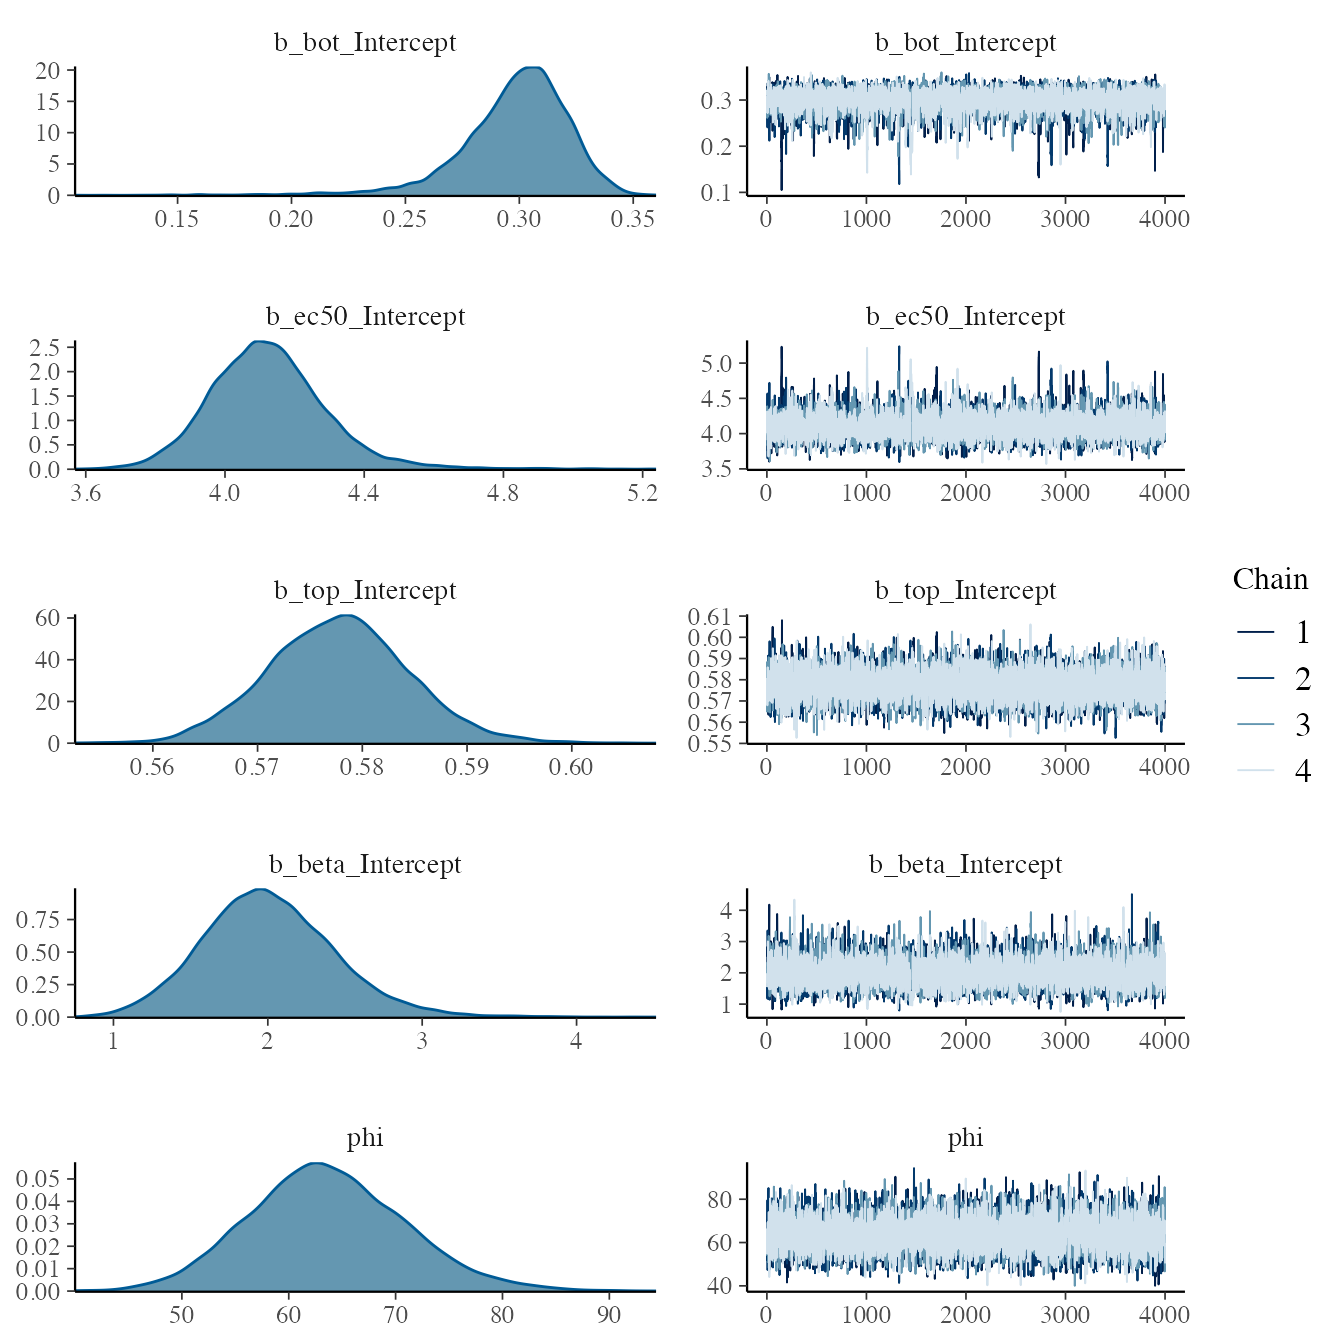 b_bot_Intercept
20
15
10
5
0
0.15 0.20 0.25 0.30 0.35
b_bot_Intercept
0.3
0.2
0.1
0 1000 2000 3000 4000
b_ec50_Intercept
2.5
2.0
1.5
1.0
0.5
0.0
3.6 4.0 4.4 4.8 5.2
b_ec50_Intercept
5.0
4.5
4.0
3.5
0 1000 2000 3000 4000
b_top_Intercept
60
40
20
0
0.56 0.57 0.58 0.59 0.60
b_top_Intercept
0.61
0.60
0.59
0.58
0.57
0.56
0.55
0 1000 2000 3000 4000
b_beta_Intercept
0.75
0.50
0.25
0.00
1 2 3 4
b_beta_Intercept
4
3
2
1
0 1000 2000 3000 4000
phi
0.05
0.04
0.03
0.02
0.01
0.00
50 60 70 80 90
phi
80
60
40
0 1000 2000 3000 4000
Chain
1
2
3
4